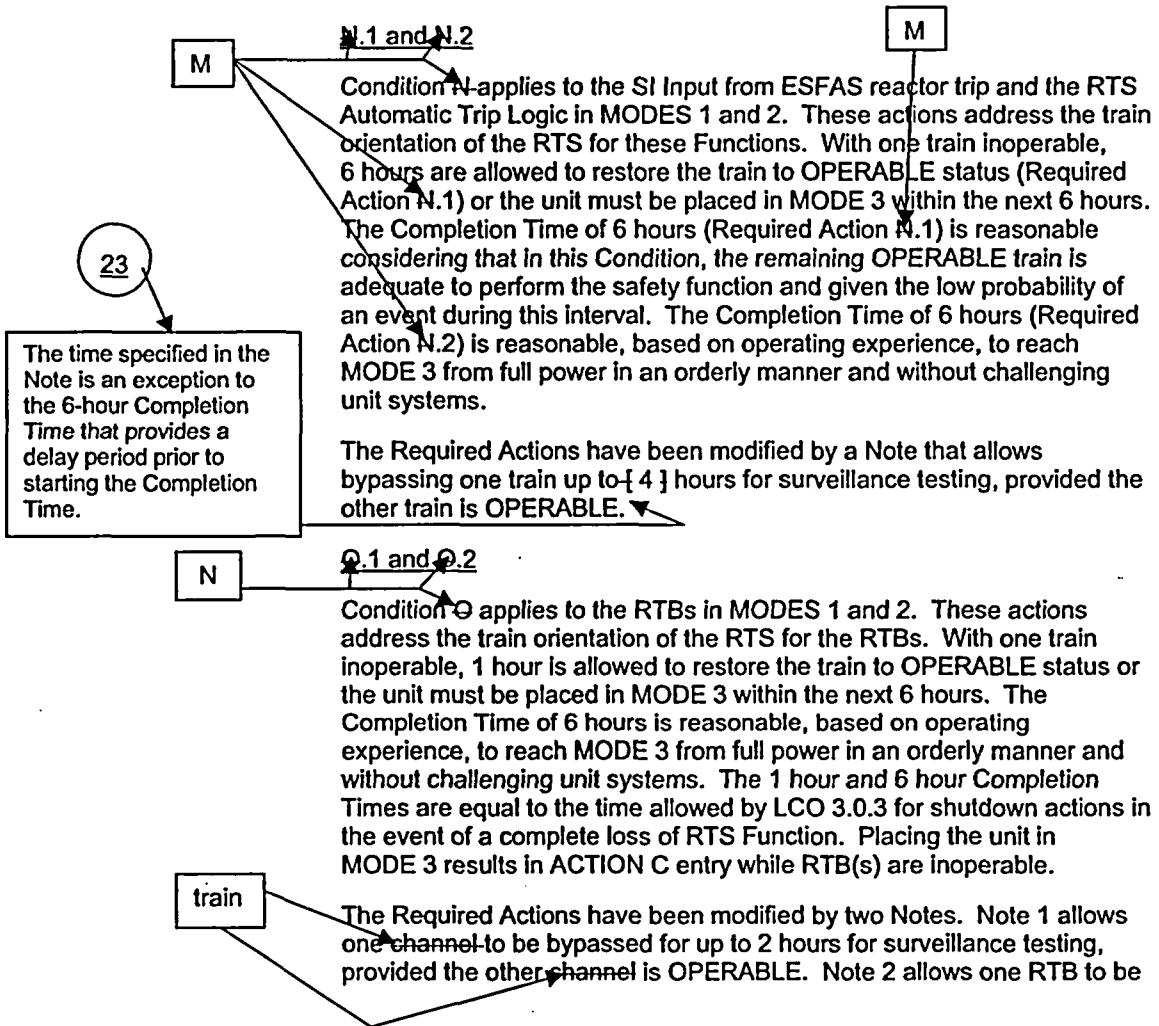 M
N.1 and N.2
M
Condition N applies to the SI Input from ESFAS reactor trip and the RTS
Automatic Trip Logic in MODES 1 and 2. These actions address the train
orientation of the RTS for these Functions. With one train inoperable,
6 hours are allowed to restore the train to OPERABLE status (Required
Action N.1) or the unit must be placed in MODE 3 within the next 6 hours.
The Completion Time of 6 hours (Required Action N.1) is reasonable
considering that in this Condition, the remaining OPERABLE train is
adequate to perform the safety function and given the low probability of
an event during this interval. The Completion Time of 6 hours (Required
Action N.2) is reasonable, based on operating experience, to reach
MODE 3 from full power in an orderly manner and without challenging
unit systems.
23
The time specified in the
Note is an exception to
the 6-hour Completion
Time that provides a
delay period prior to
starting the Completion
Time.
The Required Actions have been modified by a Note that allows
bypassing one train up to [ 4 ] hours for surveillance testing, provided the
other train is OPERABLE.
N
O.1 and O.2
Condition O applies to the RTBs in MODES 1 and 2. These actions
address the train orientation of the RTS for the RTBs. With one train
inoperable, 1 hour is allowed to restore the train to OPERABLE status or
the unit must be placed in MODE 3 within the next 6 hours. The
Completion Time of 6 hours is reasonable, based on operating
experience, to reach MODE 3 from full power in an orderly manner and
without challenging unit systems. The 1 hour and 6 hour Completion
Times are equal to the time allowed by LCO 3.0.3 for shutdown actions in
the event of a complete loss of RTS Function. Placing the unit in
MODE 3 results in ACTION C entry while RTB(s) are inoperable.
train
The Required Actions have been modified by two Notes. Note 1 allows
one channel to be bypassed for up to 2 hours for surveillance testing,
provided the other channel is OPERABLE. Note 2 allows one RTB to be